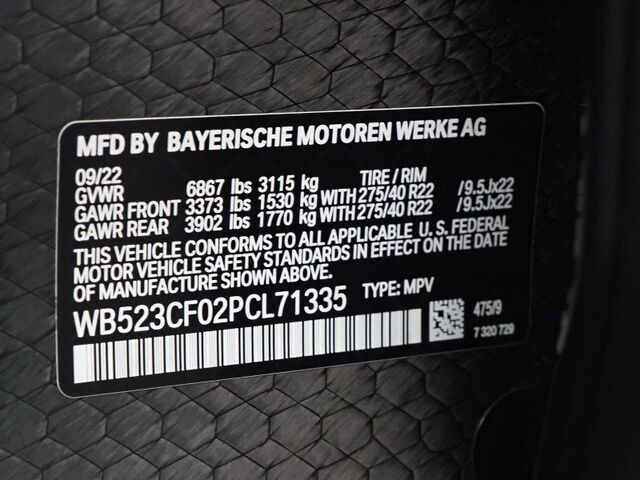 MFD BY BAYERISCHE MOTOREN WERKE AG
09/22 TIRE / RIM
GVWR 6867 lbs 3115 kg
GAWR FRONT 3373 lbs 1530 kg WITH 275/40 R22 /9.5Jx22
GAWR REAR 3902 lbs 1770 kg WITH 275/40 R22 /9.5Jx22
THIS VEHICLE CONFORMS TO ALL APPLICABLE U.S. FEDERAL
MOTOR VEHICLE SAFETY STANDARDS IN EFFECT ON THE DATE
OF MANUFACTURE SHOWN ABOVE.
WB523CF02PCL71335 TYPE: MPV
475/9
7 320 729